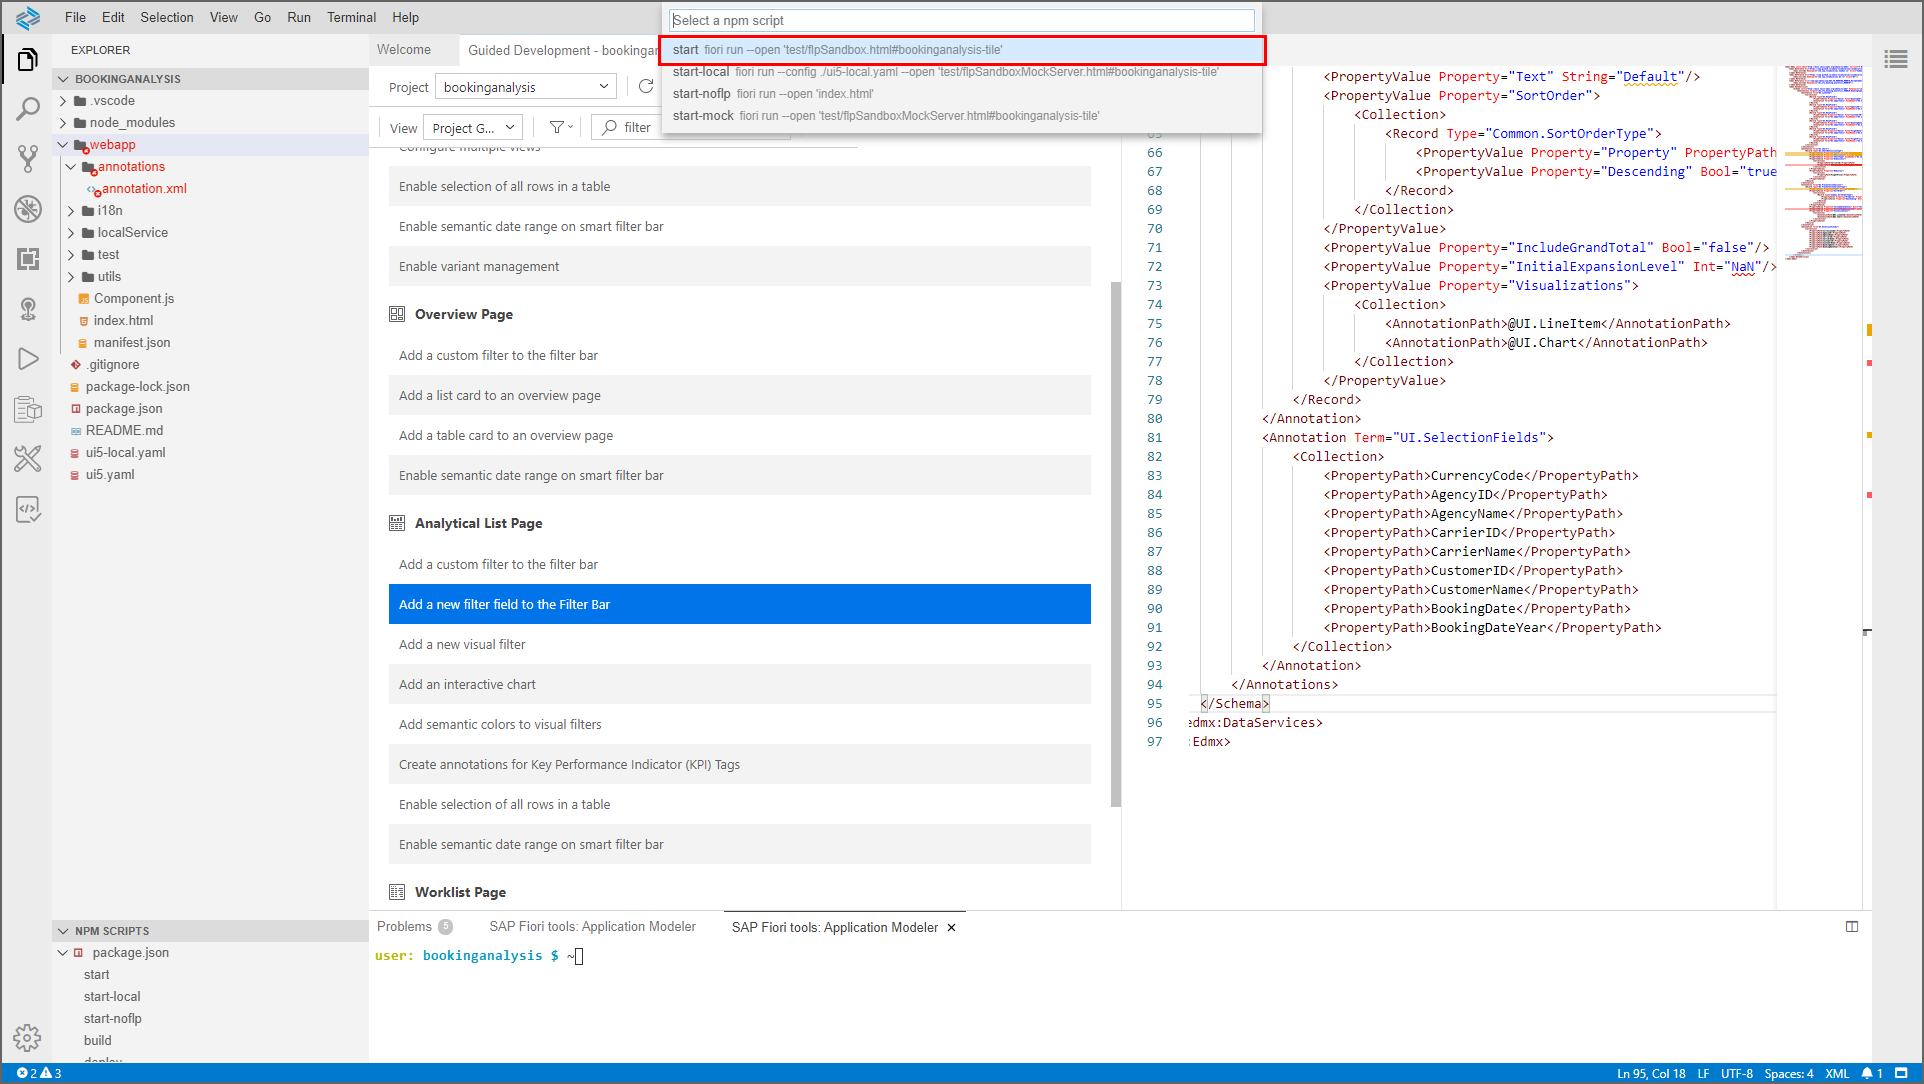 File Edit Selection View Go Run Terminal Help
Select a npm script
start fiori run --open 'test/flpSandbox.html#bookinganalysis-tile'
start-local fiori run --config ./ui5-local.yaml --open 'test/flpSandboxMockServer.html#bookinganalysis-tile'
start-noflp fiori run --open 'index.html'
start-mock fiori run --open 'test/flpSandboxMockServer.html#bookinganalysis-tile'
EXPLORER
BOOKINGANALYSIS
.vscode
node_modules
webapp
annotations
annotation.xml
i18n
localService
test
utils
Component.js
index.html
manifest.json
.gitignore
package-lock.json
package.json
README.md
ui5-local.yaml
ui5.yaml
NPM SCRIPTS
package.json
start
start-local
start-noflp
build
deploy
Welcome
Guided Development - bookingan
Project bookinganalysis
View Project G... filter
Configure multiple views
Enable selection of all rows in a table
Enable semantic date range on smart filter bar
Enable variant management
Overview Page
Add a custom filter to the filter bar
Add a list card to an overview page
Add a table card to an overview page
Enable semantic date range on smart filter bar
Analytical List Page
Add a custom filter to the filter bar
Add a new filter field to the Filter Bar
Add a new visual filter
Add an interactive chart
Add semantic colors to visual filters
Create annotations for Key Performance Indicator (KPI) Tags
Enable selection of all rows in a table
Enable semantic date range on smart filter bar
Worklist Page
<PropertyValue Property="Text" String="Default"/>
<PropertyValue Property="SortOrder">
<Collection>
65 <Record Type="Common.SortOrderType">
66 <PropertyValue Property="Property" PropertyPath
67 <PropertyValue Property="Descending" Bool="true
68 </Record>
69 </Collection>
70 </PropertyValue>
71 <PropertyValue Property="IncludeGrandTotal" Bool="false"/>
72 <PropertyValue Property="InitialExpansionLevel" Int="NaN"/>
73 <PropertyValue Property="Visualizations">
74 <Collection>
75 <AnnotationPath>@UI.LineItem</AnnotationPath>
76 <AnnotationPath>@UI.Chart</AnnotationPath>
77 </Collection>
78 </PropertyValue>
79 </Record>
80 </Annotation>
81 <Annotation Term="UI.SelectionFields">
82 <Collection>
83 <PropertyPath>CurrencyCode</PropertyPath>
84 <PropertyPath>AgencyID</PropertyPath>
85 <PropertyPath>AgencyName</PropertyPath>
86 <PropertyPath>CarrierID</PropertyPath>
87 <PropertyPath>CarrierName</PropertyPath>
88 <PropertyPath>CustomerID</PropertyPath>
89 <PropertyPath>CustomerName</PropertyPath>
90 <PropertyPath>BookingDate</PropertyPath>
91 <PropertyPath>BookingDateYear</PropertyPath>
92 </Collection>
93 </Annotation>
94 </Annotations>
95 </Schema>
96 edmx:DataServices>
97 :Edmx>
Problems 5 SAP Fiori tools: Application Modeler SAP Fiori tools: Application Modeler ×
user: bookinganalysis $ ~
2 3 Ln 95, Col 18 LF UTF-8 Spaces: 4 XML 1